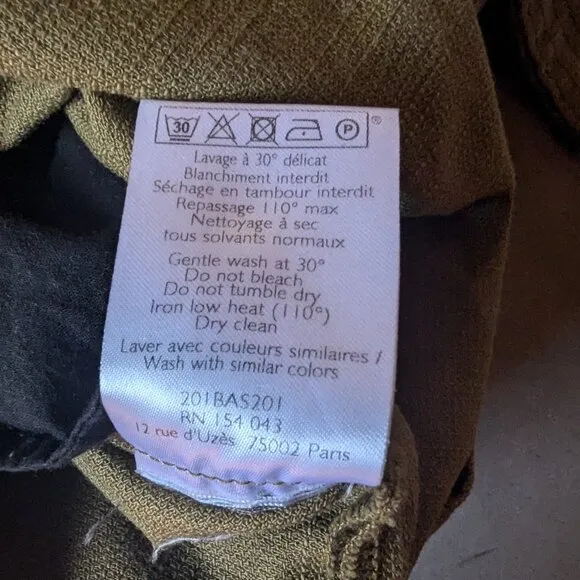 30 P ®
Lavage à 30° délicat
Blanchiment interdit
Séchage en tambour interdit
Repassage 110° max
Nettoyage à sec
tous solvants normaux
Gentle wash at 30°
Do not bleach
Do not tumble dry
Iron low heat (110°)
Dry clean
Laver avec couleurs similaires /
Wash with similar colors
201BAS201
RN 154 043
12 rue d'Uzès 75002 Paris